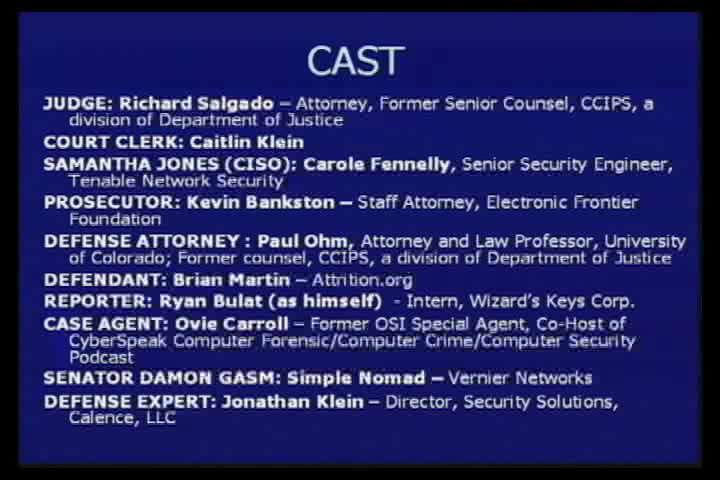 CAST
JUDGE: Richard Salgado – Attorney, Former Senior Counsel, CCIPS, a
division of Department of Justice
COURT CLERK: Caitlin Klein
SAMANTHA JONES (CISO): Carole Fennelly, Senior Security Engineer,
Tenable Network Security
PROSECUTOR: Kevin Bankston – Staff Attorney, Electronic Frontier
Foundation
DEFENSE ATTORNEY : Paul Ohm, Attorney and Law Professor, University
of Colorado; Former counsel, CCIPS, a division of Department of Justice
DEFENDANT: Brian Martin – Attrition.org
REPORTER: Ryan Bulat (as himself) - Intern, Wizard's Keys Corp.
CASE AGENT: Ovie Carroll – Former OSI Special Agent, Co-Host of
CyberSpeak Computer Forensic/Computer Crime/Computer Security
Podcast
SENATOR DAMON GASM: Simple Nomad – Vernier Networks
DEFENSE EXPERT: Jonathan Klein – Director, Security Solutions,
Calence, LLC